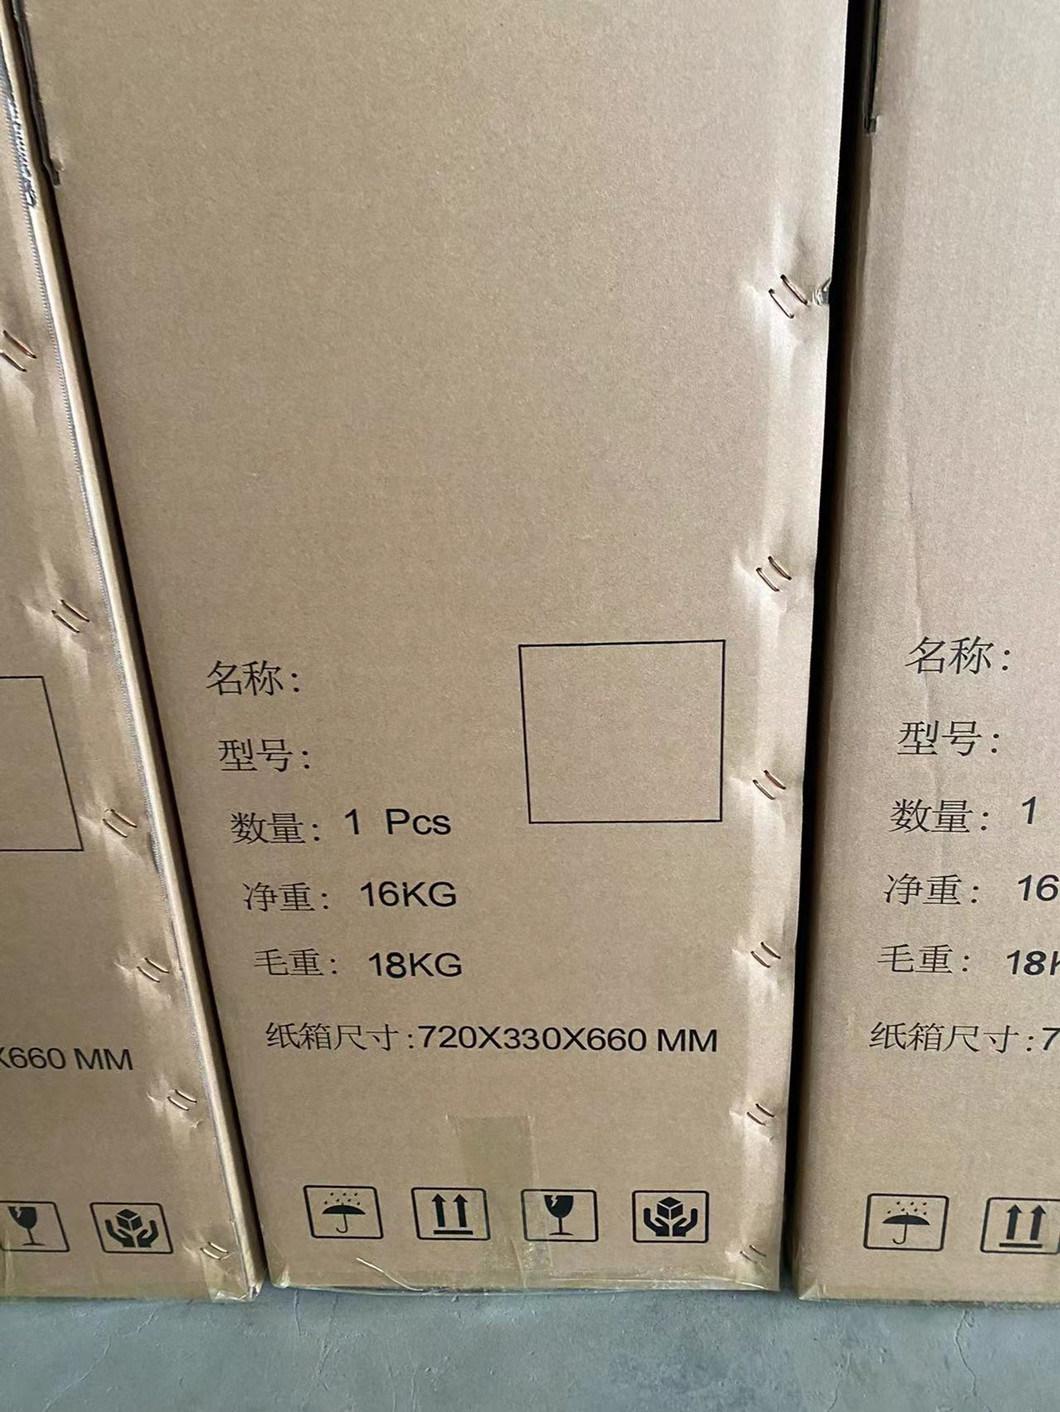 名称:
型号:
数量: 1 Pcs
净重: 16KG
毛重: 18KG
纸箱尺寸:720X330X660 MM
X660 MM
名称:
型号:
数量: 1
净重: 16
毛重: 18K
纸箱尺寸:7